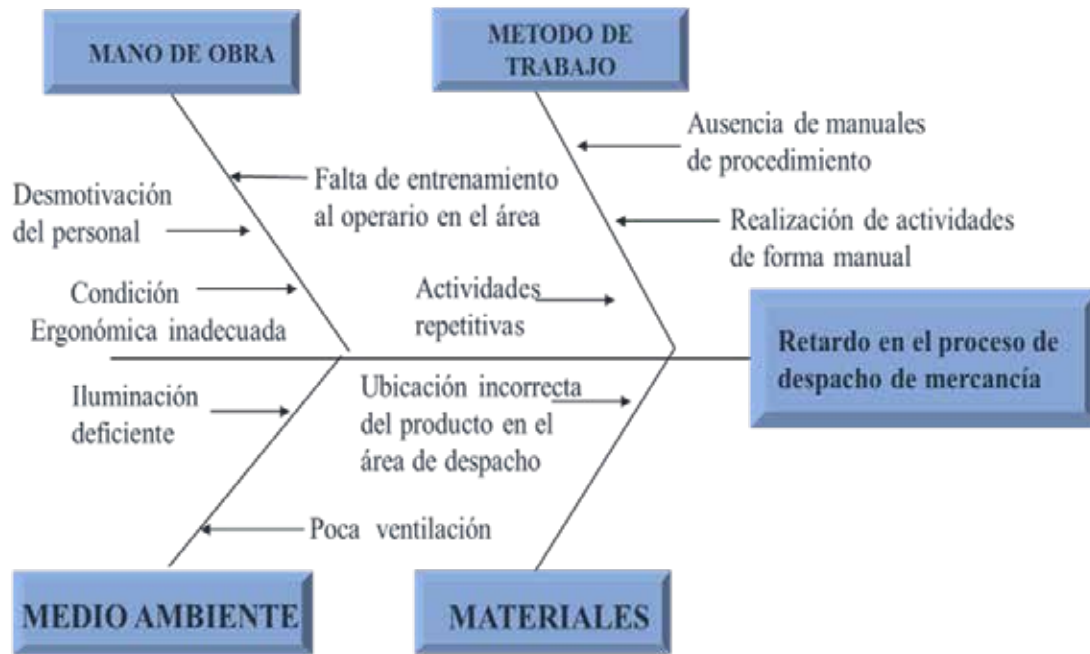 MANO DE OBRA
METODO DE
TRABAJO
Ausencia de manuales
de procedimiento
Falta de entrenamiento
al operario en el área
Desmotivación
del personal
Realización de actividades
de forma manual
Condición
Ergonómica inadecuada
Actividades
repetitivas
Retardo en el proceso de
despacho de mercancía
Iluminación
deficiente
Ubicación incorrecta
del producto en el
área de despacho
Poca ventilación
MEDIO AMBIENTE
MATERIALES